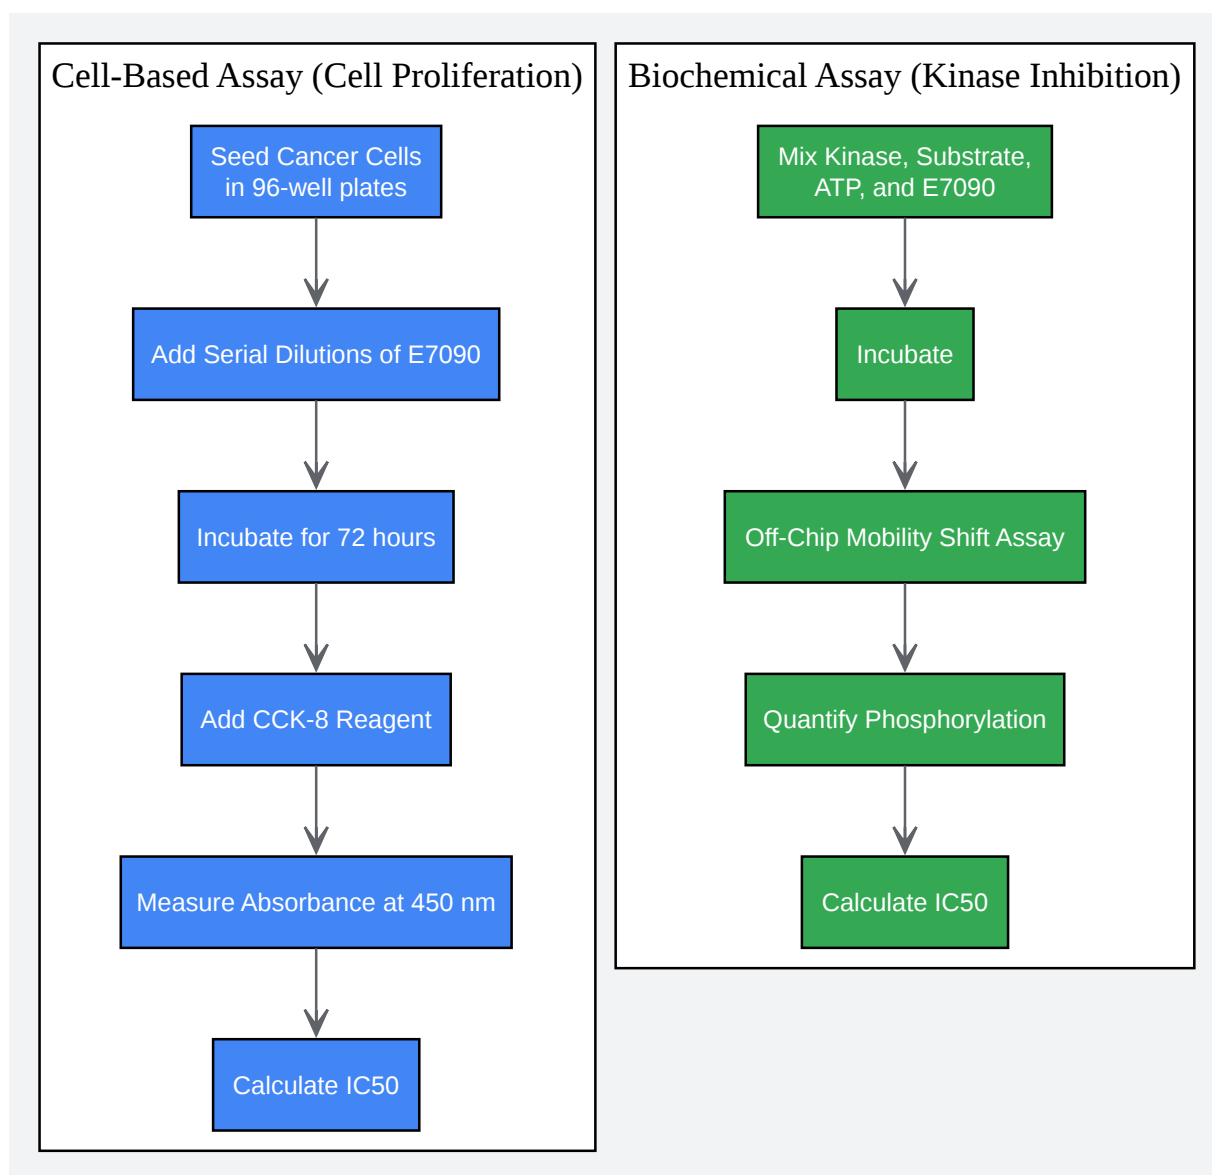 Cell-Based Assay (Cell Proliferation)
Seed Cancer Cells
in 96-well plates
Add Serial Dilutions of E7090
Incubate for 72 hours
Add CCK-8 Reagent
Measure Absorbance at 450 nm
Calculate IC50
Biochemical Assay (Kinase Inhibition)
Mix Kinase, Substrate,
ATP, and E7090
Incubate
Off-Chip Mobility Shift Assay
Quantify Phosphorylation
Calculate IC50